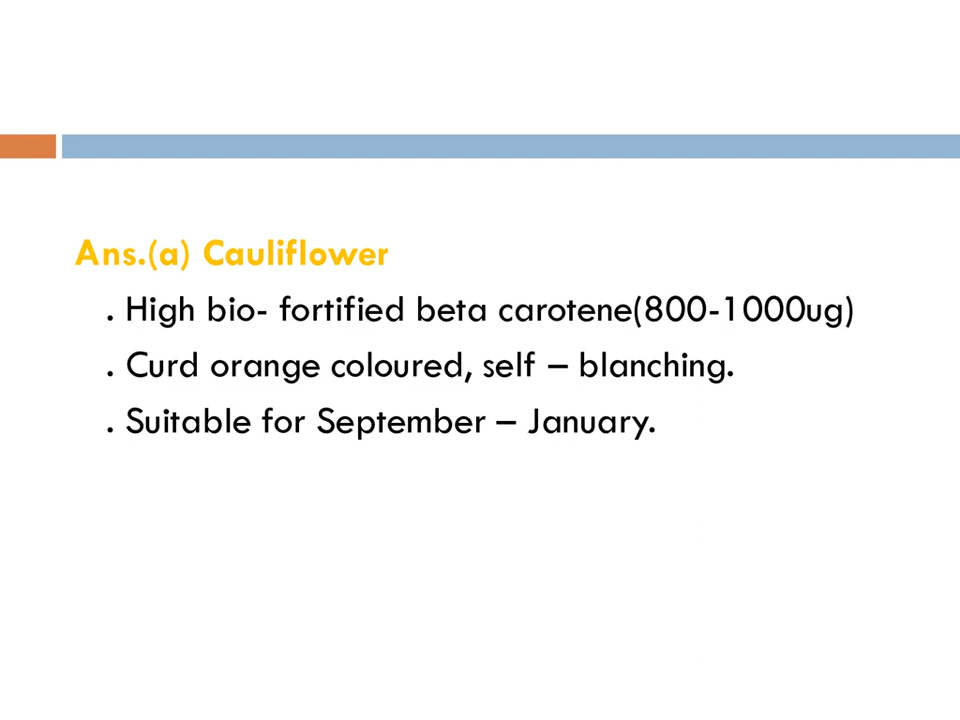 Ans.(a) Cauliflower
. High bio- fortified beta carotene(800-1000ug)
. Curd orange coloured, self – blanching.
. Suitable for September – January.